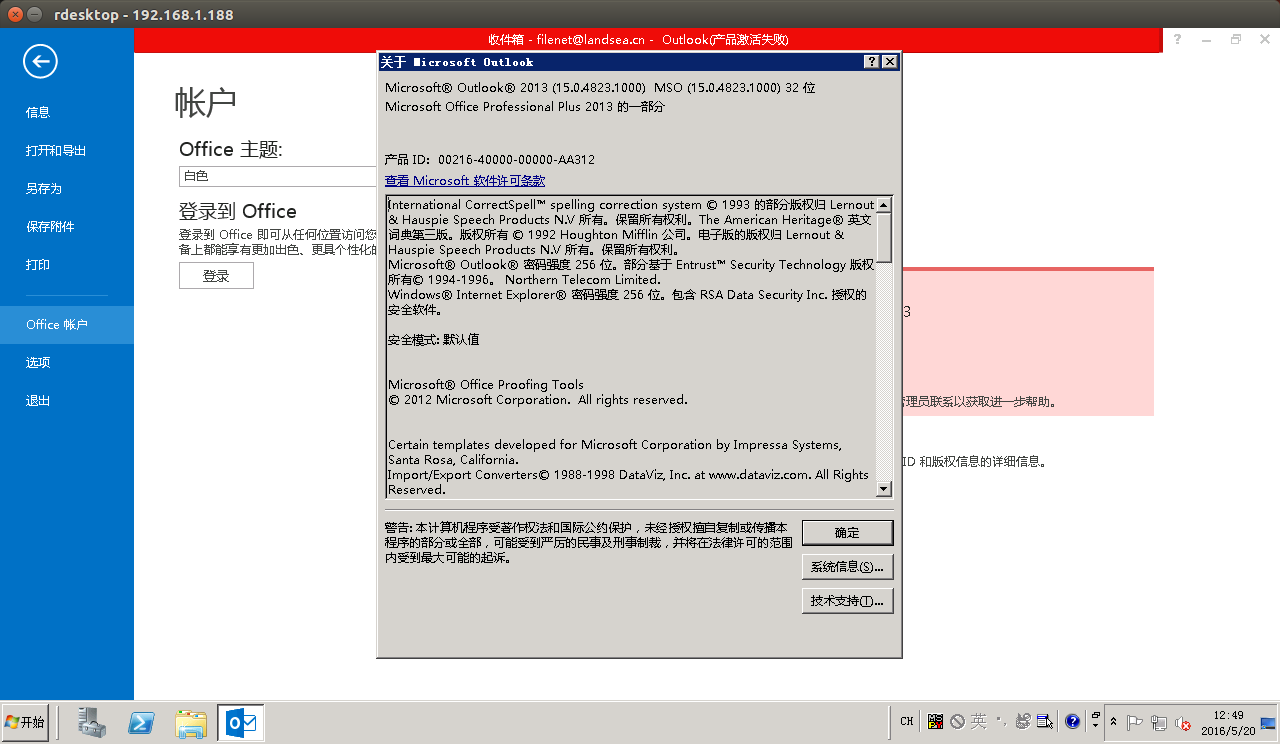 rdesktop - 192.168.1.188
收件箱 - filenet@landsea.cn - Outlook(产品激活失败)
信息
打开和导出
另存为
保存附件
打印
Office 帐户
选项
退出
帐户
Office 主题:
白色
登录到 Office
登录到 Office 即可从任何位置访问您
备上都能享有更加出色、更具个性化的
登录
3
管理员联系以获取进一步帮助。
ID 和版权信息的详细信息。
关于 Microsoft Outlook
Microsoft® Outlook® 2013 (15.0.4823.1000) MSO (15.0.4823.1000) 32 位
Microsoft Office Professional Plus 2013 的一部分
产品 ID: 00216-40000-00000-AA312
查看 Microsoft 软件许可条款
International CorrectSpell™ spelling correction system © 1993 的部分版权归 Lernout
& Hauspie Speech Products N.V 所有。保留所有权利。The American Heritage® 英文
词典第三版。版权所有 © 1992 Houghton Mifflin 公司。电子版的版权归 Lernout &
Hauspie Speech Products N.V 所有。保留所有权利。
Microsoft® Outlook® 密码强度 256 位。部分基于 Entrust™ Security Technology 版权
所有© 1994-1996。 Northern Telecom Limited.
Windows® Internet Explorer® 密码强度 256 位。包含 RSA Data Security Inc. 授权的
安全软件。
安全模式: 默认值
Microsoft® Office Proofing Tools
© 2012 Microsoft Corporation. All rights reserved.
Certain templates developed for Microsoft Corporation by Impressa Systems,
Santa Rosa, California.
Import/Export Converters© 1988-1998 DataViz, Inc. at www.dataviz.com. All Rights
Reserved.
警告: 本计算机程序受著作权法和国际公约保护，未经授权擅自复制或传播本
程序的部分或全部，可能受到严厉的民事及刑事制裁，并将在法律许可的范围
内受到最大可能的起诉。
确定
系统信息(S)...
技术支持(T)...
开始
CH
英
12:49
2016/5/20